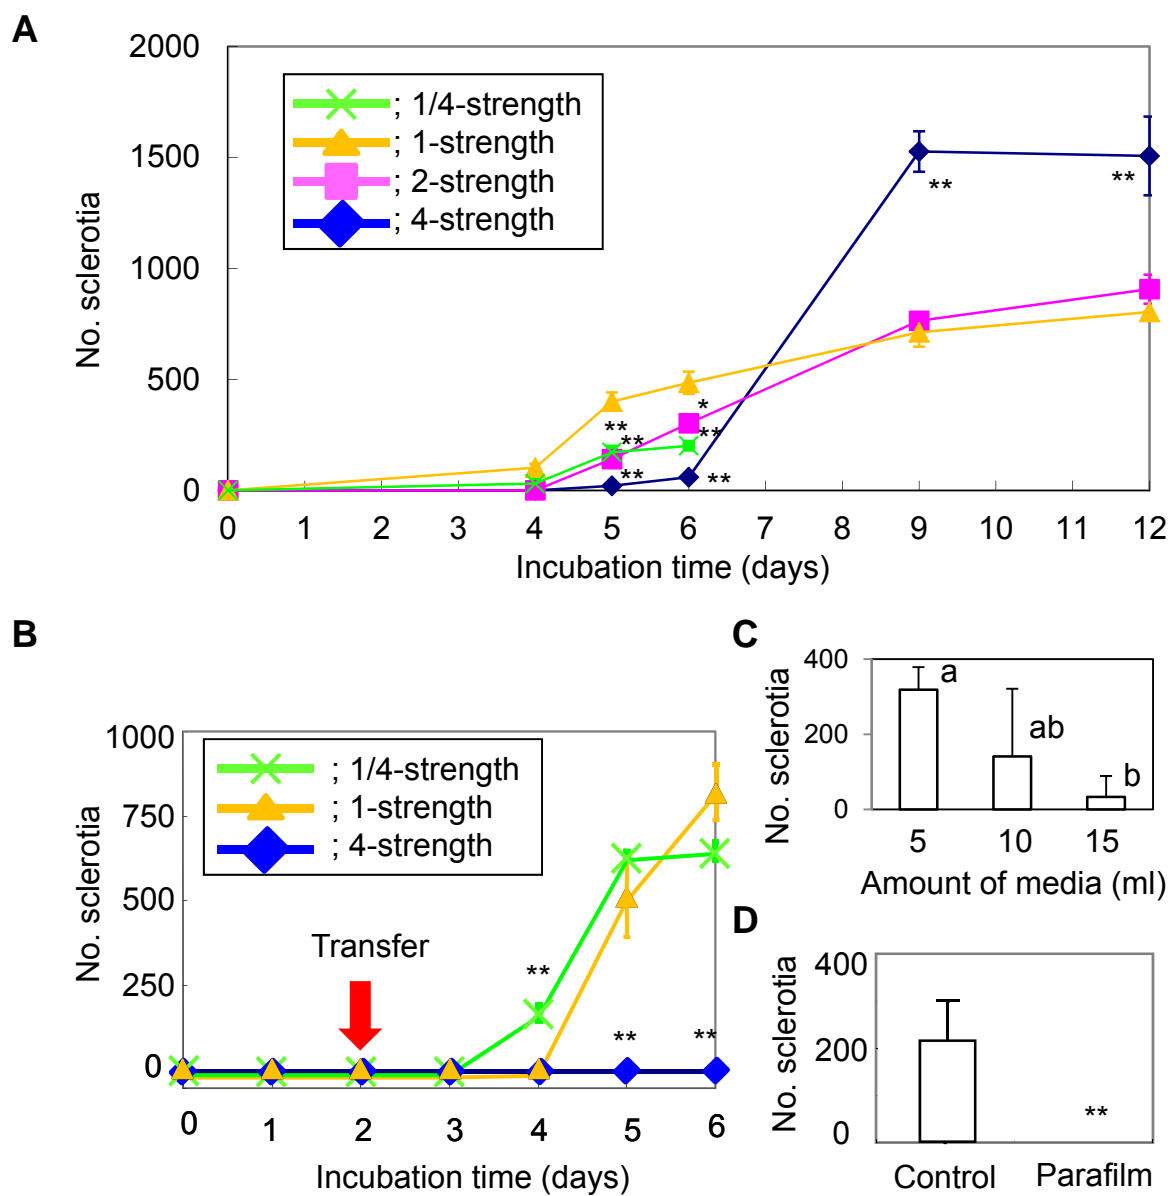 A
2000
1500
1000
500
0
No. sclerotia
; 1/4-strength
; 1-strength
; 2-strength
; 4-strength
**
**
**
*
**
**
**
**
0 1 2 3 4 5 6 7 8 9 10 11 12
Incubation time (days)
B
1000
750
500
250
0
No. sclerotia
; 1/4-strength
; 1-strength
; 4-strength
Transfer
**
**
**
0 1 2 3 4 5 6
Incubation time (days)
C
400
200
0
No. sclerotia
a
ab
b
5 10 15
Amount of media (ml)
D
400
200
0
No. sclerotia
**
Control Parafilm